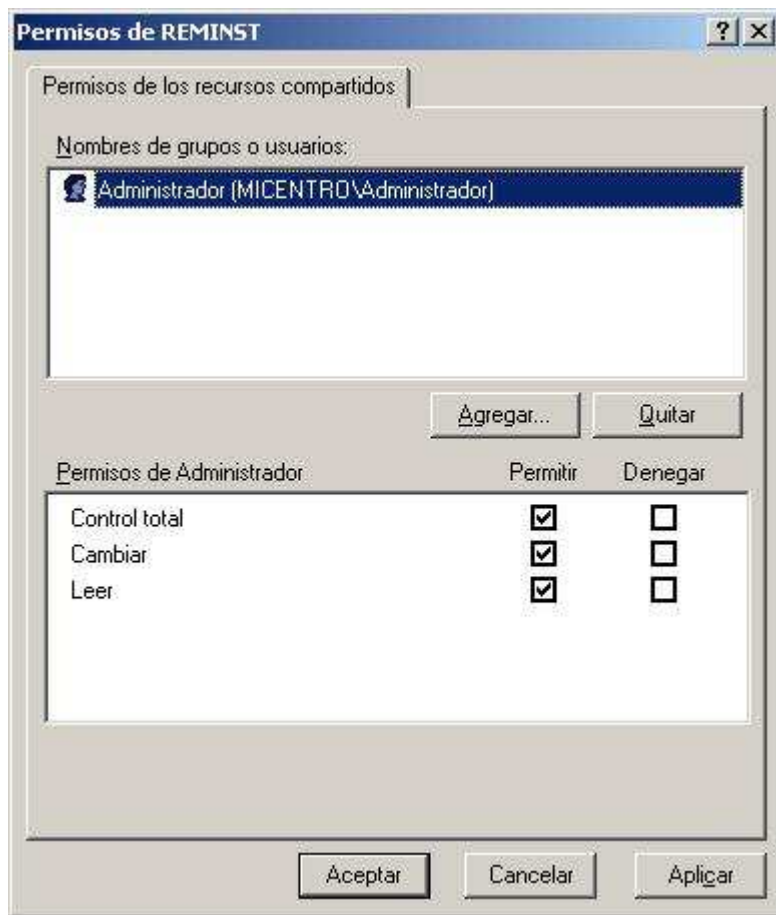 Permisos de REMINST
Permisos de los recursos compartidos
Nombres de grupos o usuarios:
Administrador (MICENTRO\Administrador)
Agregar... Quitar
Permisos de Administrador Permitir Denegar
Control total
Cambiar
Leer
Aceptar Cancelar Aplicar